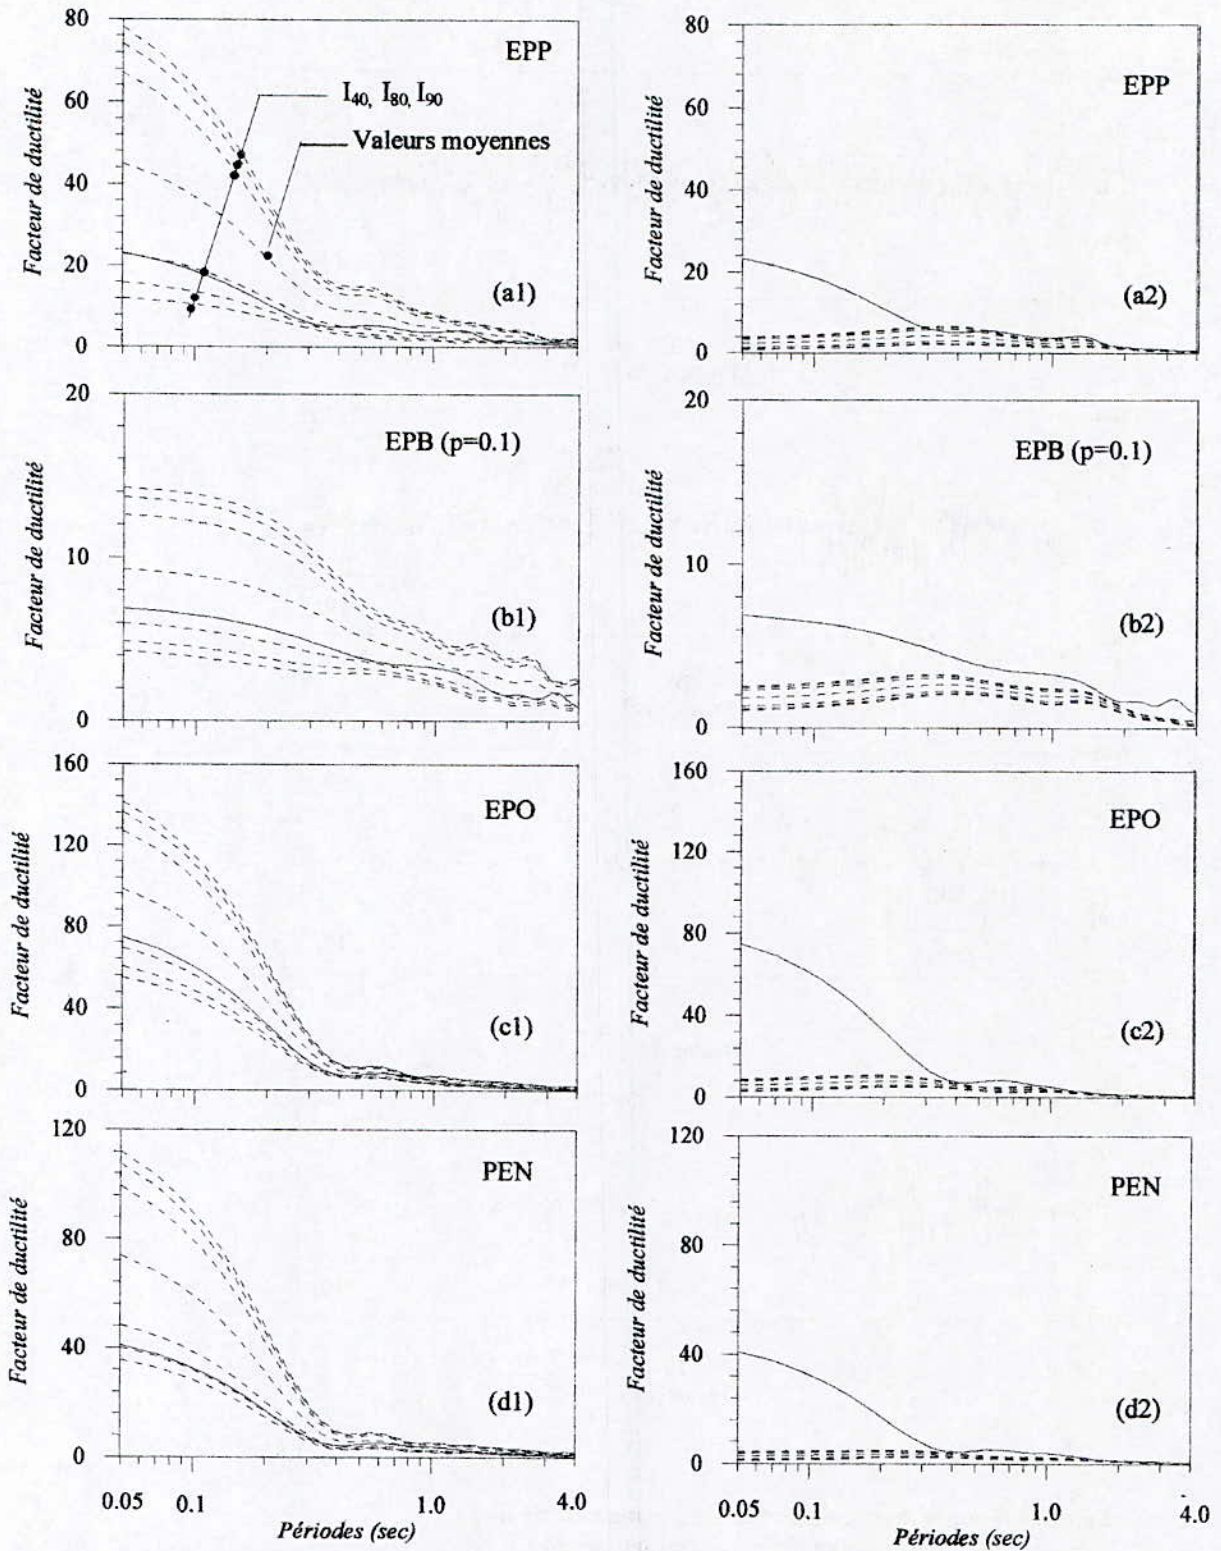 80
60
40
20
0
Facteur de ductilité
EPP
I40, I80, I90
Valeurs moyennes
(a1)
80
60
40
20
0
Facteur de ductilité
EPP
(a2)
20
10
0
Facteur de ductilité
EPB (p=0.1)
(b1)
20
10
0
Facteur de ductilité
EPB (p=0.1)
(b2)
160
120
80
40
0
Facteur de ductilité
EPO
(c1)
160
120
80
40
0
Facteur de ductilité
EPO
(c2)
120
80
40
0
Facteur de ductilité
PEN
(d1)
0.05 0.1 1.0 4.0
Périodes (sec)
120
80
40
0
Facteur de ductilité
PEN
(d2)
0.05 0.1 1.0 4.0
Périodes (sec)